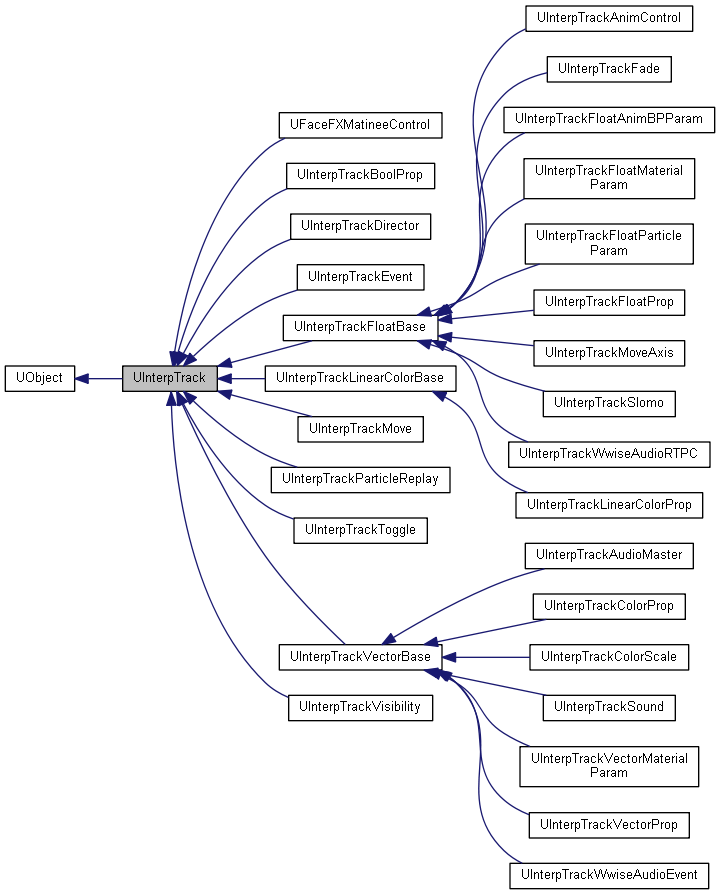 UObject
UInterpTrack
UFaceFXMatineeControl
UInterpTrackBoolProp
UInterpTrackDirector
UInterpTrackEvent
UInterpTrackFloatBase
UInterpTrackLinearColorBase
UInterpTrackMove
UInterpTrackParticleReplay
UInterpTrackToggle
UInterpTrackVectorBase
UInterpTrackVisibility
UInterpTrackAnimControl
UInterpTrackFade
UInterpTrackFloatAnimBPParam
UInterpTrackFloatMaterial
Param
UInterpTrackFloatParticle
Param
UInterpTrackFloatProp
UInterpTrackMoveAxis
UInterpTrackSlomo
UInterpTrackWwiseAudioRTPC
UInterpTrackLinearColorProp
UInterpTrackAudioMaster
UInterpTrackColorProp
UInterpTrackColorScale
UInterpTrackSound
UInterpTrackVectorMaterial
Param
UInterpTrackVectorProp
UInterpTrackWwiseAudioEvent